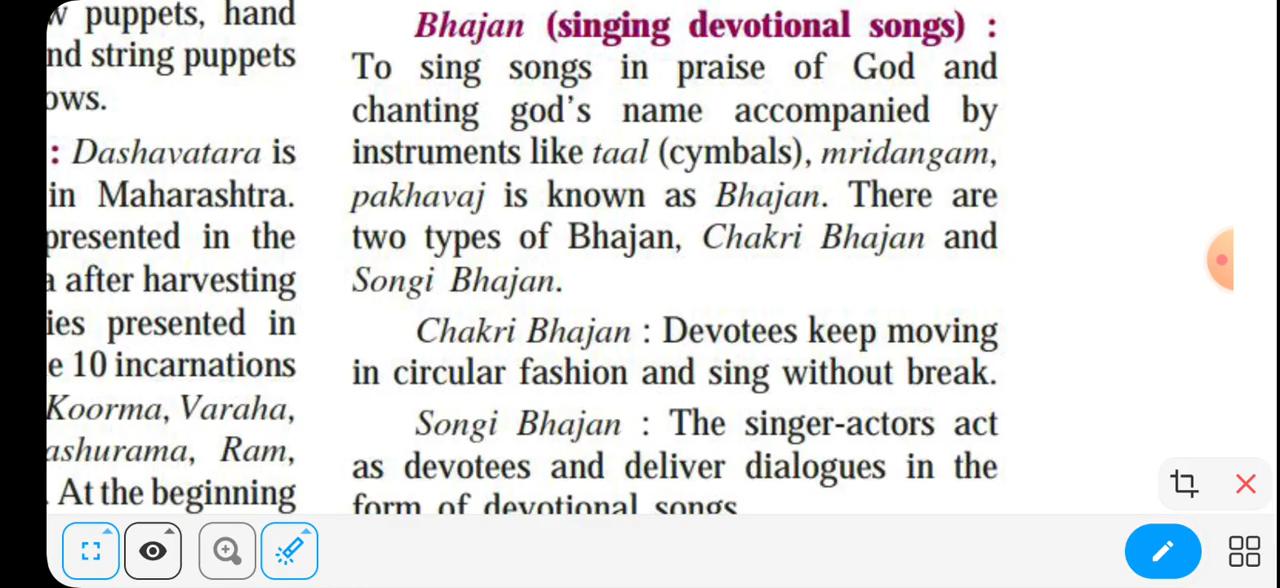 puppets, hand
nd string puppets
ows.
: Dashavatara is
in Maharashtra.
presented in the
a after harvesting
ies presented in
e 10 incarnations
Koorma, Varaha,
ashurama, Ram,
. At the beginning
Bhajan (singing devotional songs) :
To sing songs in praise of God and
chanting god's name accompanied by
instruments like taal (cymbals), mridangam,
pakhavaj is known as Bhajan. There are
two types of Bhajan, Chakri Bhajan and
Songi Bhajan.
Chakri Bhajan : Devotees keep moving
in circular fashion and sing without break.
Songi Bhajan : The singer-actors act
as devotees and deliver dialogues in the
form of devotional songs